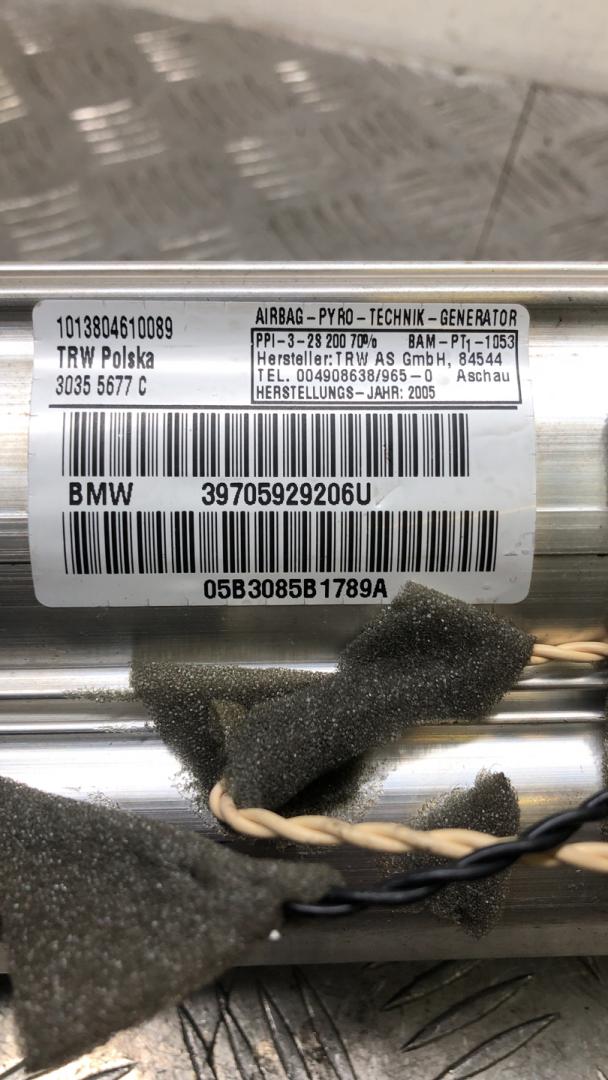 1013804610089
TRW Polska
3035 5677 C
AIRBAG-PYRO-TECHNIK-GENERATOR
PPI-3-28 200 70% BAM-PT1-1053
Hersteller: TRW AS GmbH, 84544
TEL. 004908638/965-0 Aschau
HERSTELLUNGS-JAHR: 2005
BMW 39705929206U
05B3085B1789A